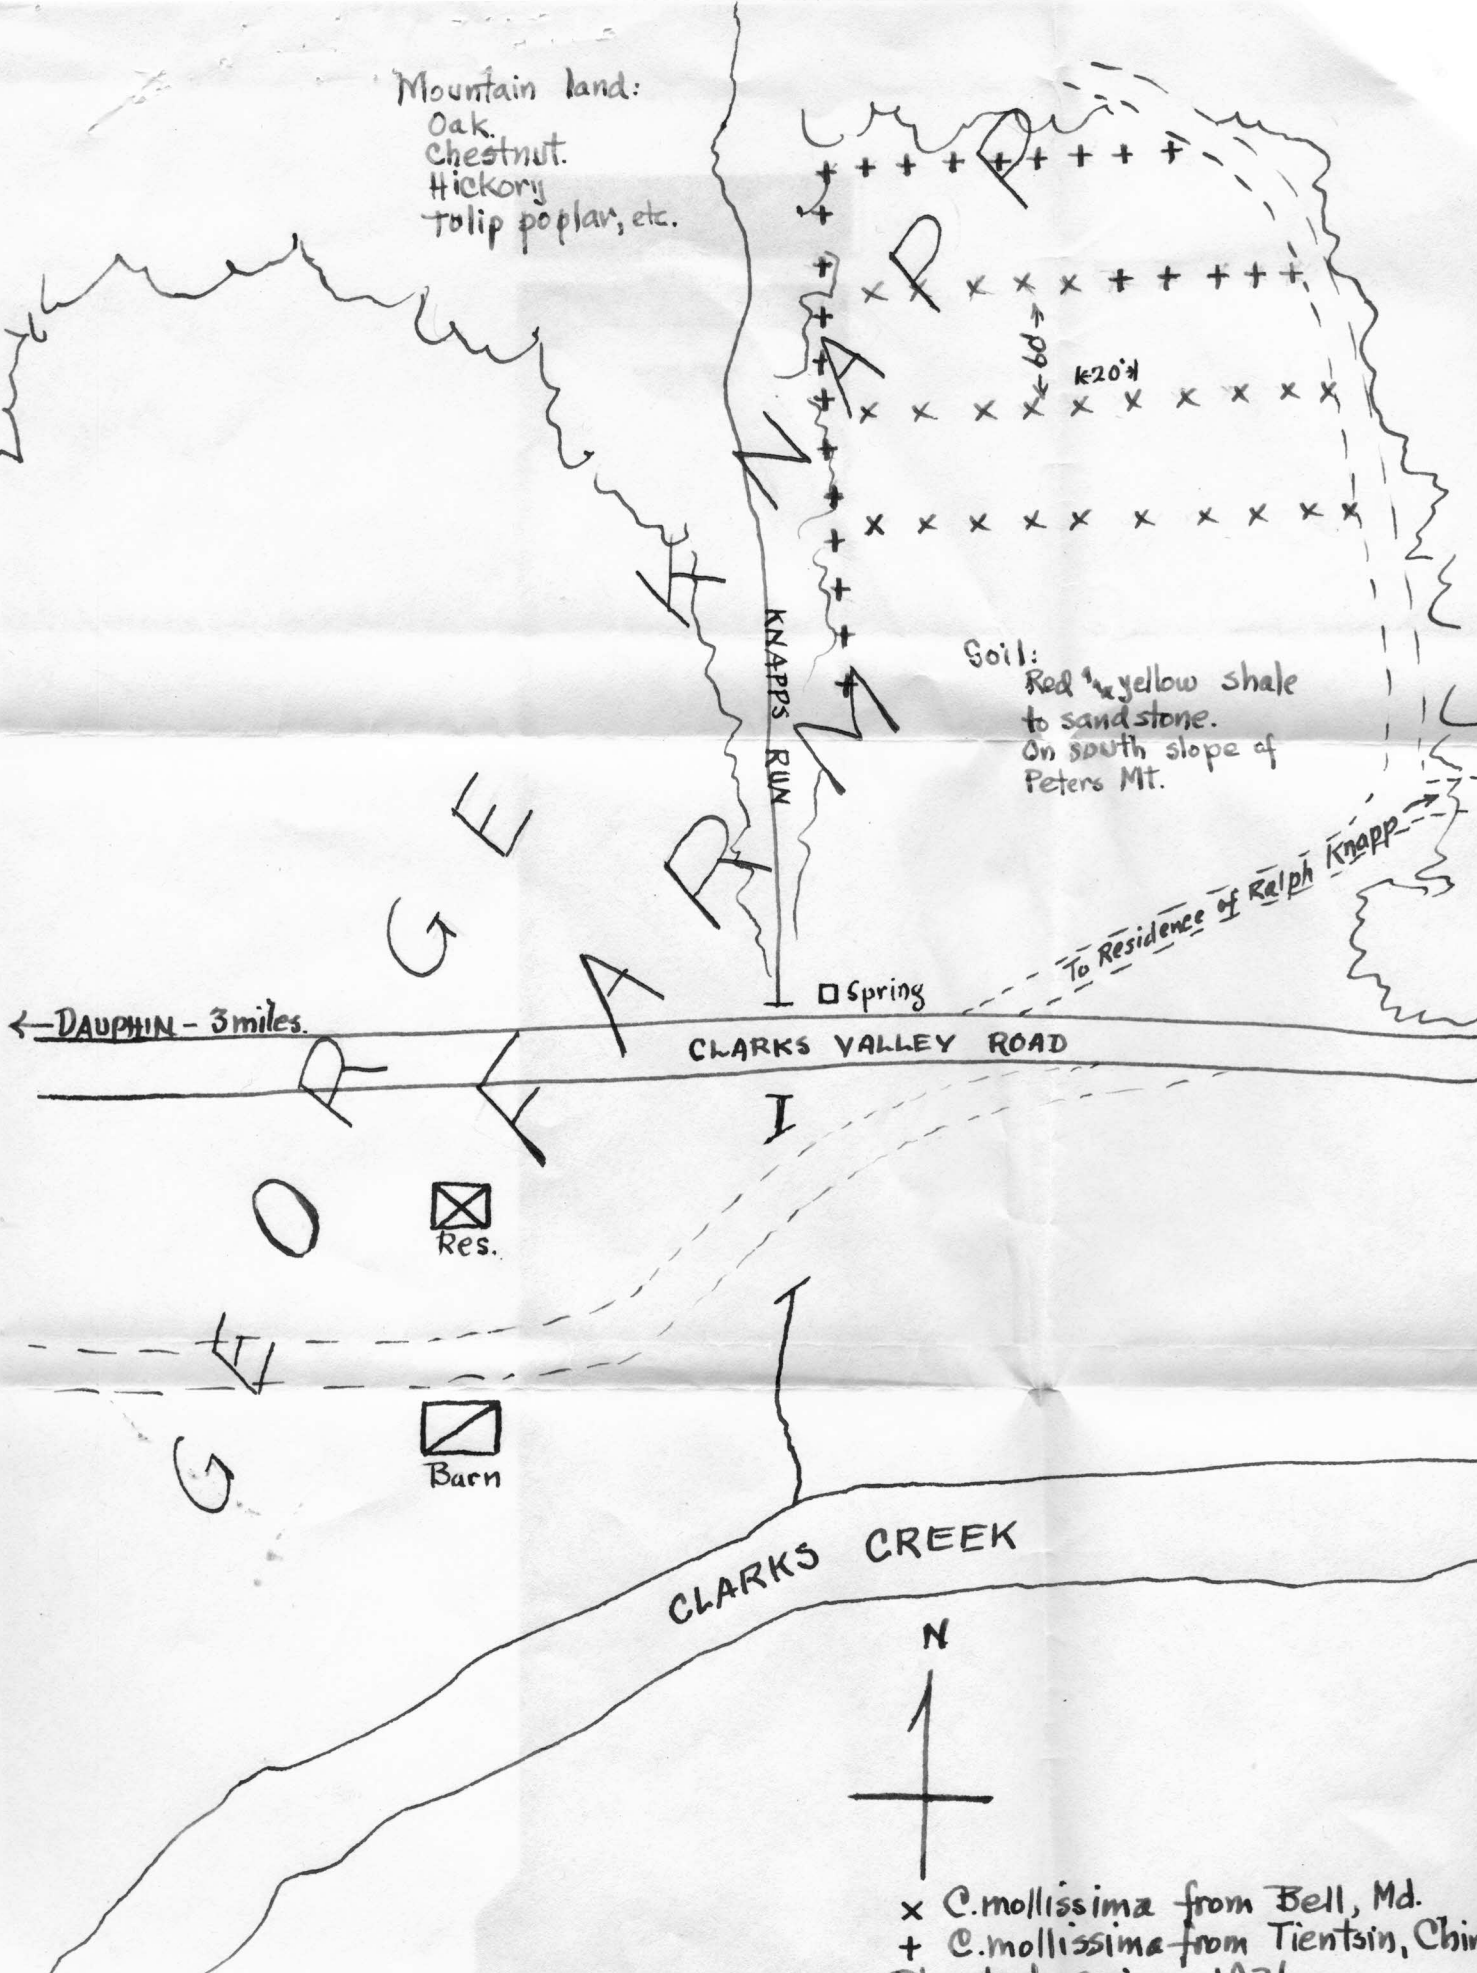 Mountain land:
Oak.
Chestnut.
Hickory
Tulip poplar, etc.
GEORGE HARTMAN KNAPP FARM
60
20'
KNAPPS RUN
Soil:
Red yellow shale
to sandstone.
On south slope of
Peters Mt.
To Residence of Ralph Knapp
Spring
←DAUPHIN - 3 miles.
CLARKS VALLEY ROAD
Res.
Barn
CLARKS CREEK
N
x C. mollissima from Bell, Md.
+ C. mollissima from Tientsin, Chin